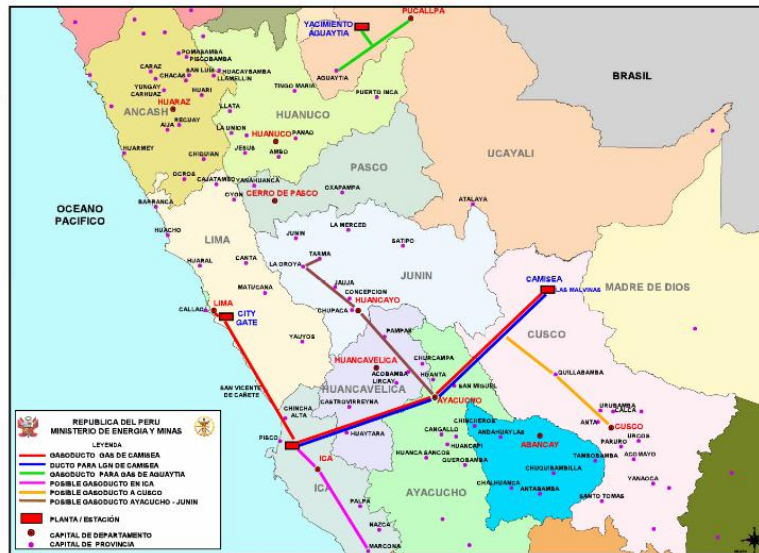 PUCALLPA
YACIMIENTO
AGUAYTIA
POMABAMBA
PISCOBAMBA
CARAZ
SAN LUIS
HUACAYBAMBA
CHACAS
LLAMELLIN
AGUAYTIA
BRASIL
YUNGAY
CARHUAZ
HUARI
TINGO MARIA
PUERTO INCA
HUARAZ
ANCASH
LLATA
HUANUCO
RECUAY
AIJA
LA UNION
HUANUCO
PANAO
UCAYALI
HUARMEY
CHIQUIAN
JESUS
AMBO
PASCO
OCROS
CAJATAMBO
YANAHUANCA
OXAPAMPA
OYON
CERRO DE PASCO
OCEANO
PACIFICO
BARRANCA
ATALAYA
HUACHO
LIMA
JUNIN
LA MERCED
SATIPO
HUARAL
CANTA
TARMA
LA OROYA
JUNIN
CAMISEA
MADRE DE DIOS
MATUCANA
JAUJA
CONCEPCION
LAS MALVINAS
LIMA
CALLAO
CITY
GATE
CHUPACA
HUANCAYO
CUSCO
YAUYOS
PAMPAS
HUANCAVELICA
CHURCAMPA
ACOBAMBA
LIRCAY
HUANTA
QUILLABAMBA
SAN VICENTE
DE CAÑETE
HUANCAVELICA
SAN MIGUEL
CASTROVIRREYNA
AYACUCHO
CHINCHA
ALTA
URUBAMBA
CALCA
CHINCHEROS
ANTA
CUSCO
PISCO
HUAYTARA
CANGALLO
ANDAHUAYLAS
ABANCAY
URCOS
PARURO
HUANCAPI
ICA
HUANCA SANCOS
QUEROBAMBA
TAMBOBAMBA
ACOMAYO
CHUQUIBAMBILLA
YANAOCA
ICA
CHALHUANCA
ANTABAMBA
SANTO TOMAS
PALPA
AYACUCHO
NAZCA
MARCONA
REPUBLICA DEL PERU
MINISTERIO DE ENERGIA Y MINAS
LEYENDA
GASODUCTO GAS DE CAMISEA
DUCTO PARA LGN DE CAMISEA
GASODUCTO PARA GAS DE AGUAYTIA
POSIBLE GASODUCTO EN ICA
POSIBLE GASODUCTO A CUSCO
POSIBLE GASODUCTO AYACUCHO - JUNIN
PLANTA / ESTACIÓN
CAPITAL DE DEPARTAMENTO
CAPITAL DE PROVINCIA